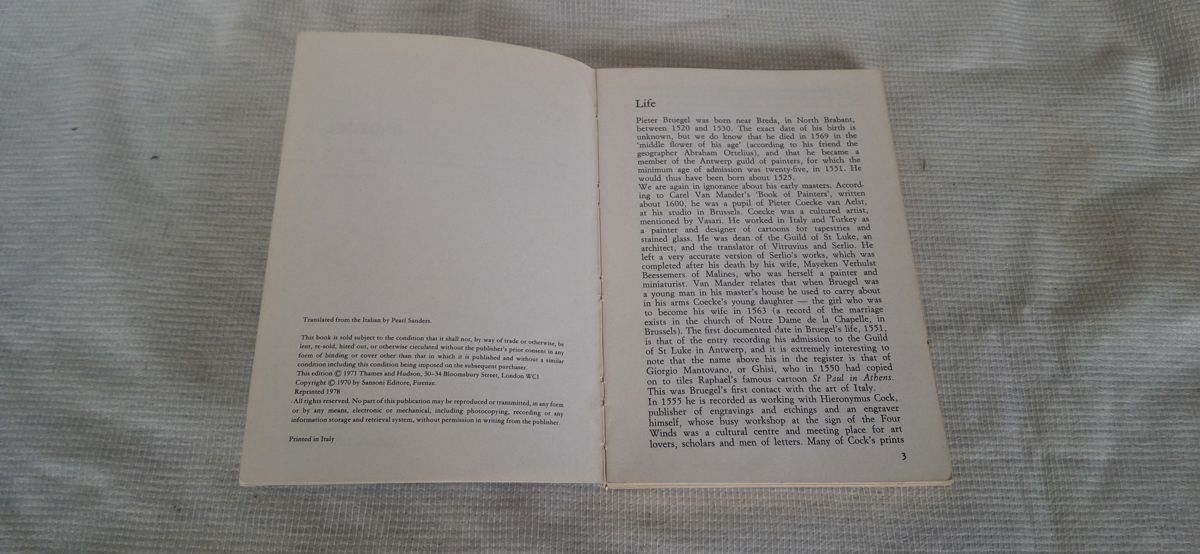 Translated from the Italian by Pearl Sanders.
This book is sold subject to the condition that it shall not, by way of trade or otherwise, be
lent, re-sold, hired out, or otherwise circulated without the publisher's prior consent in any
form of binding or cover other than that in which it is published and without a similar
condition including this condition being imposed on the subsequent purchaser.
This edition © 1971 Thames and Hudson, 30–34 Bloomsbury Street, London WC1
Copyright © 1970 by Sansoni Editore, Firenze.
Reprinted 1978
All rights reserved. No part of this publication may be reproduced or transmitted, in any form
or by any means, electronic or mechanical, including photocopying, recording or any
information storage and retrieval system, without permission in writing from the publisher.
Printed in Italy
Life
Pieter Bruegel was born near Breda, in North Brabant,
between 1520 and 1530. The exact date of his birth is
unknown, but we do know that he died in 1569 in the
'middle flower of his age' (according to his friend the
geographer Abraham Ortelius), and that he became a
member of the Antwerp guild of painters, for which the
minimum age of admission was twenty-five, in 1551. He
would thus have been born about 1525.
We are again in ignorance about his early masters. Accord-
ing to Carel Van Mander's 'Book of Painters', written
about 1600, he was a pupil of Pieter Coecke van Aelst,
at his studio in Brussels. Coecke was a cultured artist,
mentioned by Vasari. He worked in Italy and Turkey as
a painter and designer of cartoons for tapestries and
stained glass. He was dean of the Guild of St Luke, an
architect, and the translator of Vitruvius and Serlio. He
left a very accurate version of Serlio's works, which was
completed after his death by his wife, Mayeken Verhulst
Beessemers of Malines, who was herself a painter and
miniaturist. Van Mander relates that when Bruegel was
a young man in his master's house he used to carry about
in his arms Coecke's young daughter — the girl who was
to become his wife in 1563 (a record of the marriage
exists in the church of Notre Dame de la Chapelle, in
Brussels). The first documented date in Bruegel's life, 1551,
is that of the entry recording his admission to the Guild
of St Luke in Antwerp, and it is extremely interesting to
note that the name above his in the register is that of
Giorgio Mantovano, or Ghisi, who in 1550 had copied
on to tiles Raphael's famous cartoon St Paul in Athens.
This was Bruegel's first contact with the art of Italy.
In 1555 he is recorded as working with Hieronymus Cock,
publisher of engravings and etchings and an engraver
himself, whose busy workshop at the sign of the Four
Winds was a cultural centre and meeting place for art
lovers, scholars and men of letters. Many of Cock's prints
3